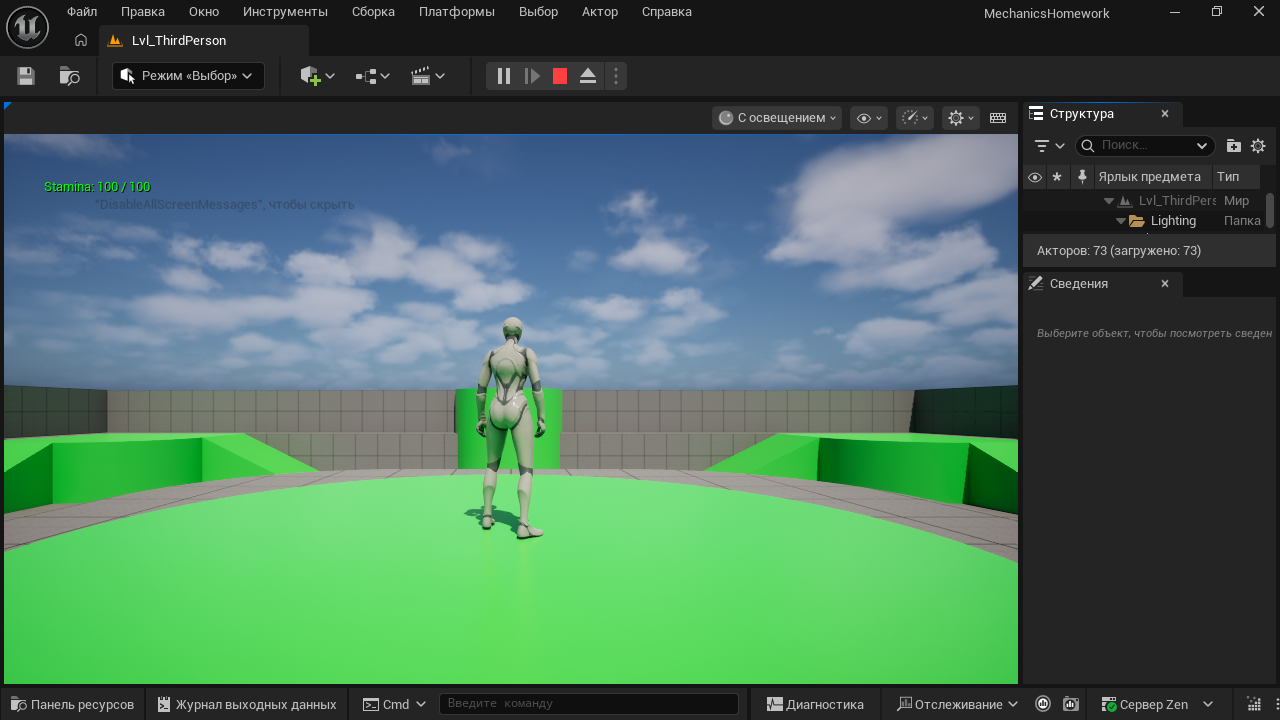 Файл Правка Окно Инструменты Сборка Платформы Выбор Актор Справка MechanicsHomework
Lvl_ThirdPerson
Режим «Выбор»
С освещением
Stamina: 100 / 100
"DisableAllScreenMessages", чтобы скрыть
Структура
Поиск...
Ярлык предмета Тип
Lvl_ThirdPers Мир
Lighting Папка
Акторов: 73 (загружено: 73)
Сведения
Выберите объект, чтобы посмотреть сведен
Панель ресурсов Журнал выходных данных Cmd Введите команду Диагностика Отслеживание Сервер Zen